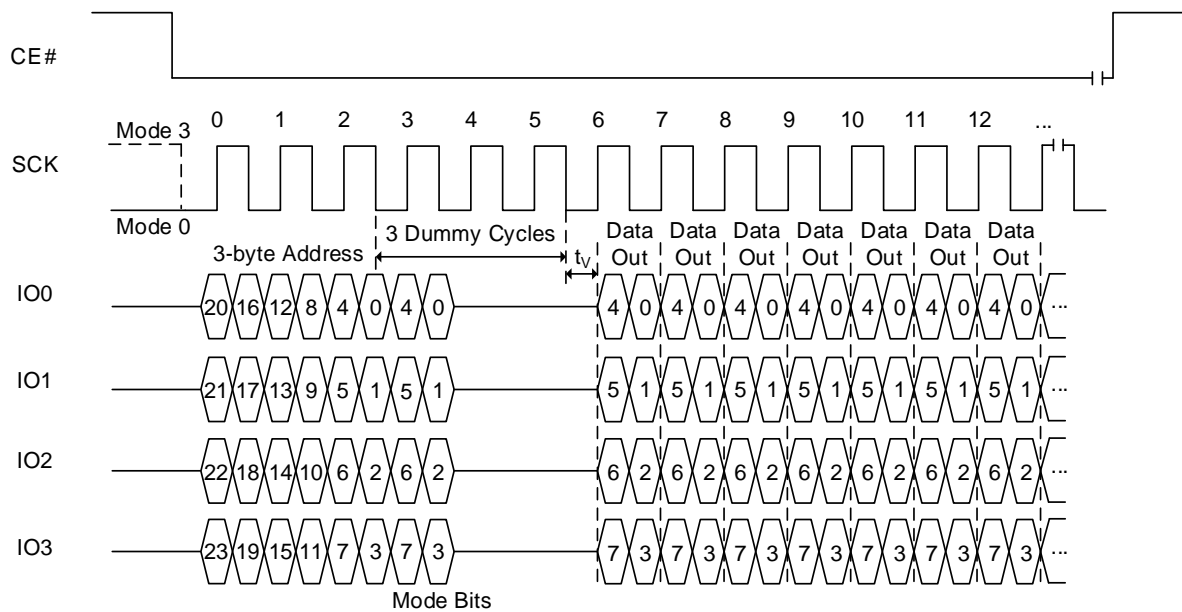 CE#
0 1 2 3 4 5 6 7 8 9 10 11 12 ...
Mode 3
SCK
Mode 0
3-byte Address
3 Dummy Cycles
tV
Data Out Data Out Data Out Data Out Data Out Data Out Data Out
IO0 20 16 12 8 4 0 4 0 4 0 4 0 4 0 4 0 4 0 4 0 4 0 ...
IO1 21 17 13 9 5 1 5 1 5 1 5 1 5 1 5 1 5 1 5 1 5 1 ...
IO2 22 18 14 10 6 2 6 2 6 2 6 2 6 2 6 2 6 2 6 2 6 2 ...
IO3 23 19 15 11 7 3 7 3 7 3 7 3 7 3 7 3 7 3 7 3 7 3 ...
Mode Bits